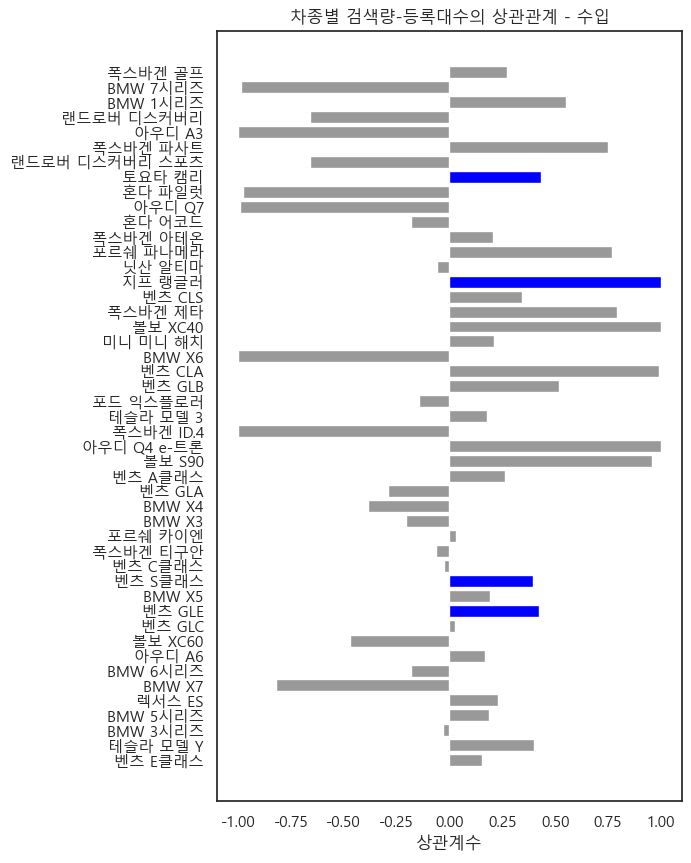 차종별 검색량-등록대수의 상관관계 - 수입
폭스바겐 골프
BMW 7시리즈
BMW 1시리즈
랜드로버 디스커버리
아우디 A3
폭스바겐 파사트
랜드로버 디스커버리 스포츠
토요타 캠리
혼다 파일럿
아우디 Q7
혼다 어코드
폭스바겐 아테온
포르쉐 파나메라
닛산 알티마
지프 랭글러
벤츠 CLS
폭스바겐 제타
볼보 XC40
미니 미니 해치
BMW X6
벤츠 CLA
벤츠 GLB
포드 익스플로러
테슬라 모델 3
폭스바겐 ID.4
아우디 Q4 e-트론
볼보 S90
벤츠 A클래스
벤츠 GLA
BMW X4
BMW X3
포르쉐 카이엔
폭스바겐 티구안
벤츠 C클래스
벤츠 S클래스
BMW X5
벤츠 GLE
벤츠 GLC
볼보 XC60
아우디 A6
BMW 6시리즈
BMW X7
렉서스 ES
BMW 5시리즈
BMW 3시리즈
테슬라 모델 Y
벤츠 E클래스
-1.00 -0.75 -0.50 -0.25 0.00 0.25 0.50 0.75 1.00
상관계수